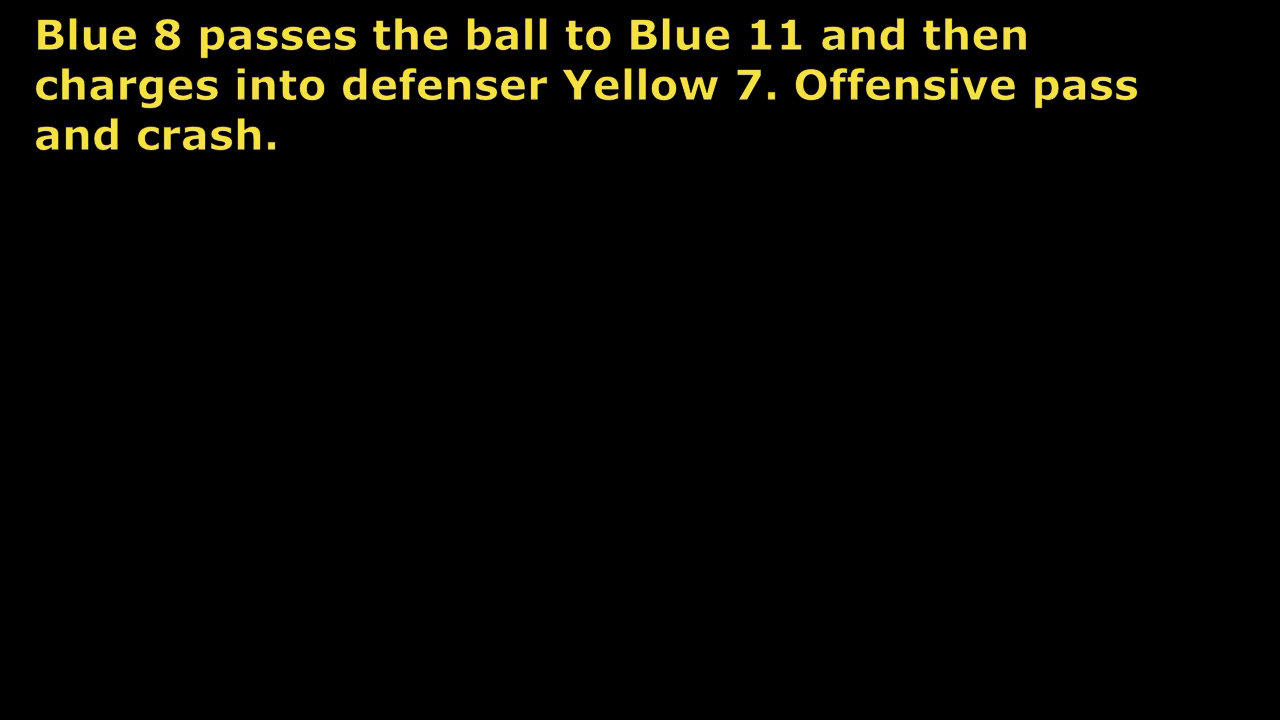 Blue 8 passes the ball to Blue 11 and then
charges into defenser Yellow 7. Offensive pass
and crash.